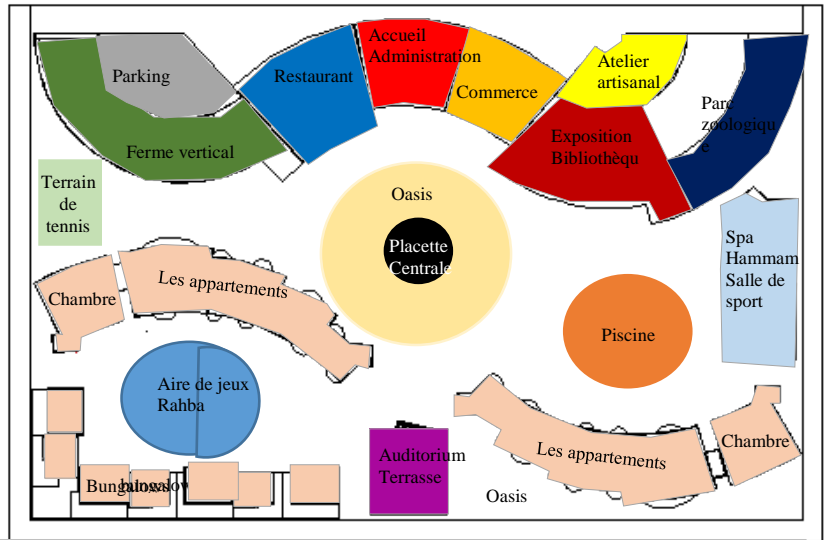 Parking
Restaurant
Accueil
Administration
Commerce
Atelier
artisanal
Parc
zoologiqu
e
Ferme vertical
Exposition
Bibliothèqu
Terrain
de
tennis
Oasis
Placette
Centrale
Spa
Hammam
Salle de
sport
Chambre
Les appartements
Piscine
Aire de jeux
Rahba
Auditorium
Terrasse
Les appartements
Chambre
Bungalows
bungalow
Oasis